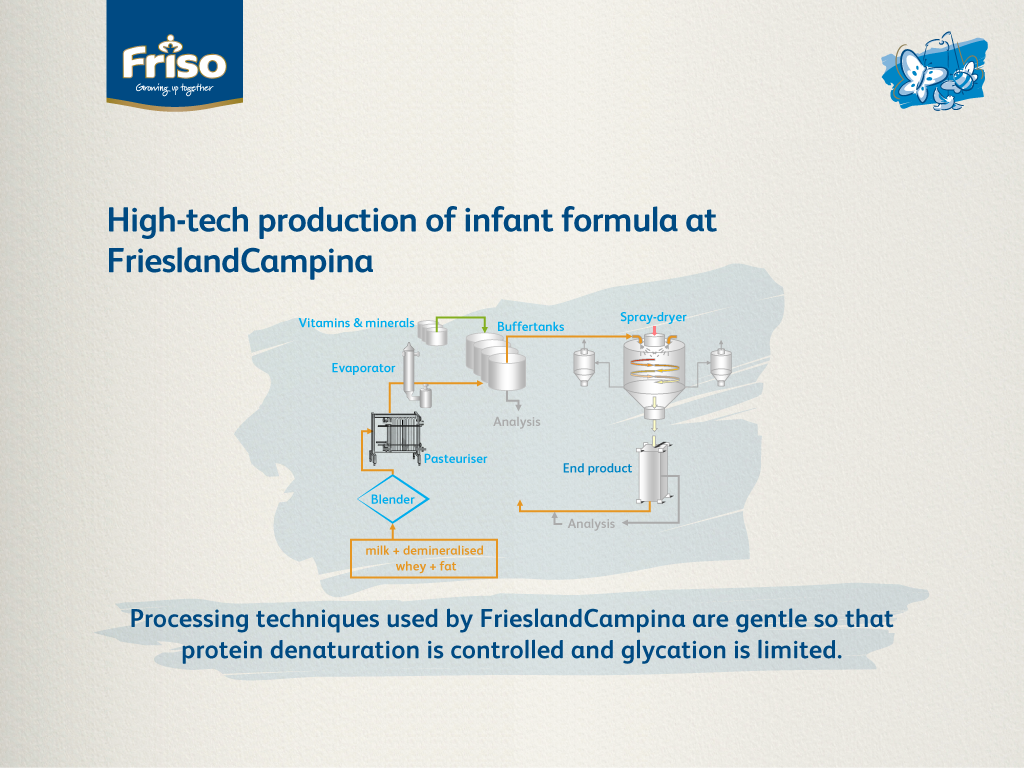 Friso
Growing up together
High-tech production of infant formula at
FrieslandCampina
Vitamins & minerals
Buffertanks
Spray-dryer
Evaporator
Analysis
Pasteuriser
End product
Blender
Analysis
milk + demineralised
whey + fat
Processing techniques used by FrieslandCampina are gentle so that
protein denaturation is controlled and glycation is limited.